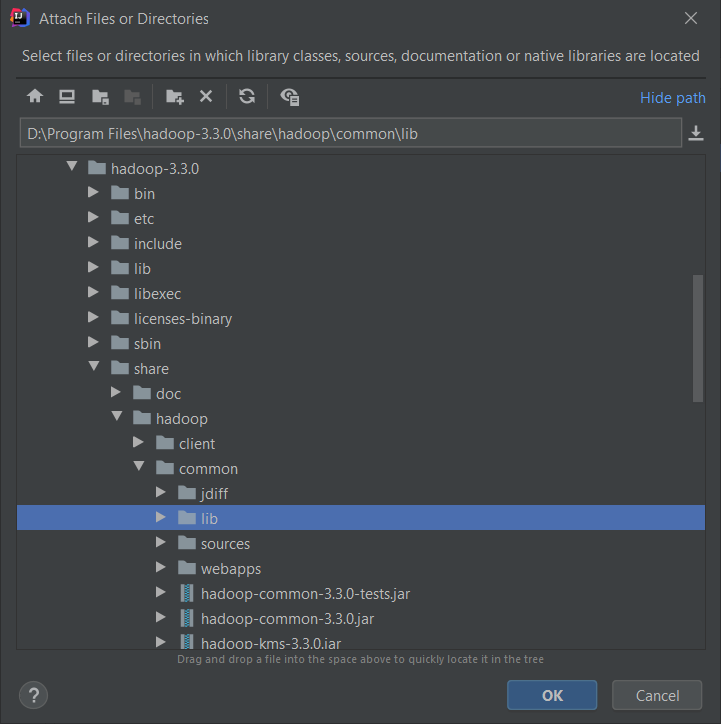 Attach Files or Directories
Select files or directories in which library classes, sources, documentation or native libraries are located
Hide path
D:\Program Files\hadoop-3.3.0\share\hadoop\common\lib
hadoop-3.3.0
bin
etc
include
lib
libexec
licenses-binary
sbin
share
doc
hadoop
client
common
jdiff
lib
sources
webapps
hadoop-common-3.3.0-tests.jar
hadoop-common-3.3.0.jar
hadoop-kms-3.3.0.jar
Drag and drop a file into the space above to quickly locate it in the tree
?
OK
Cancel